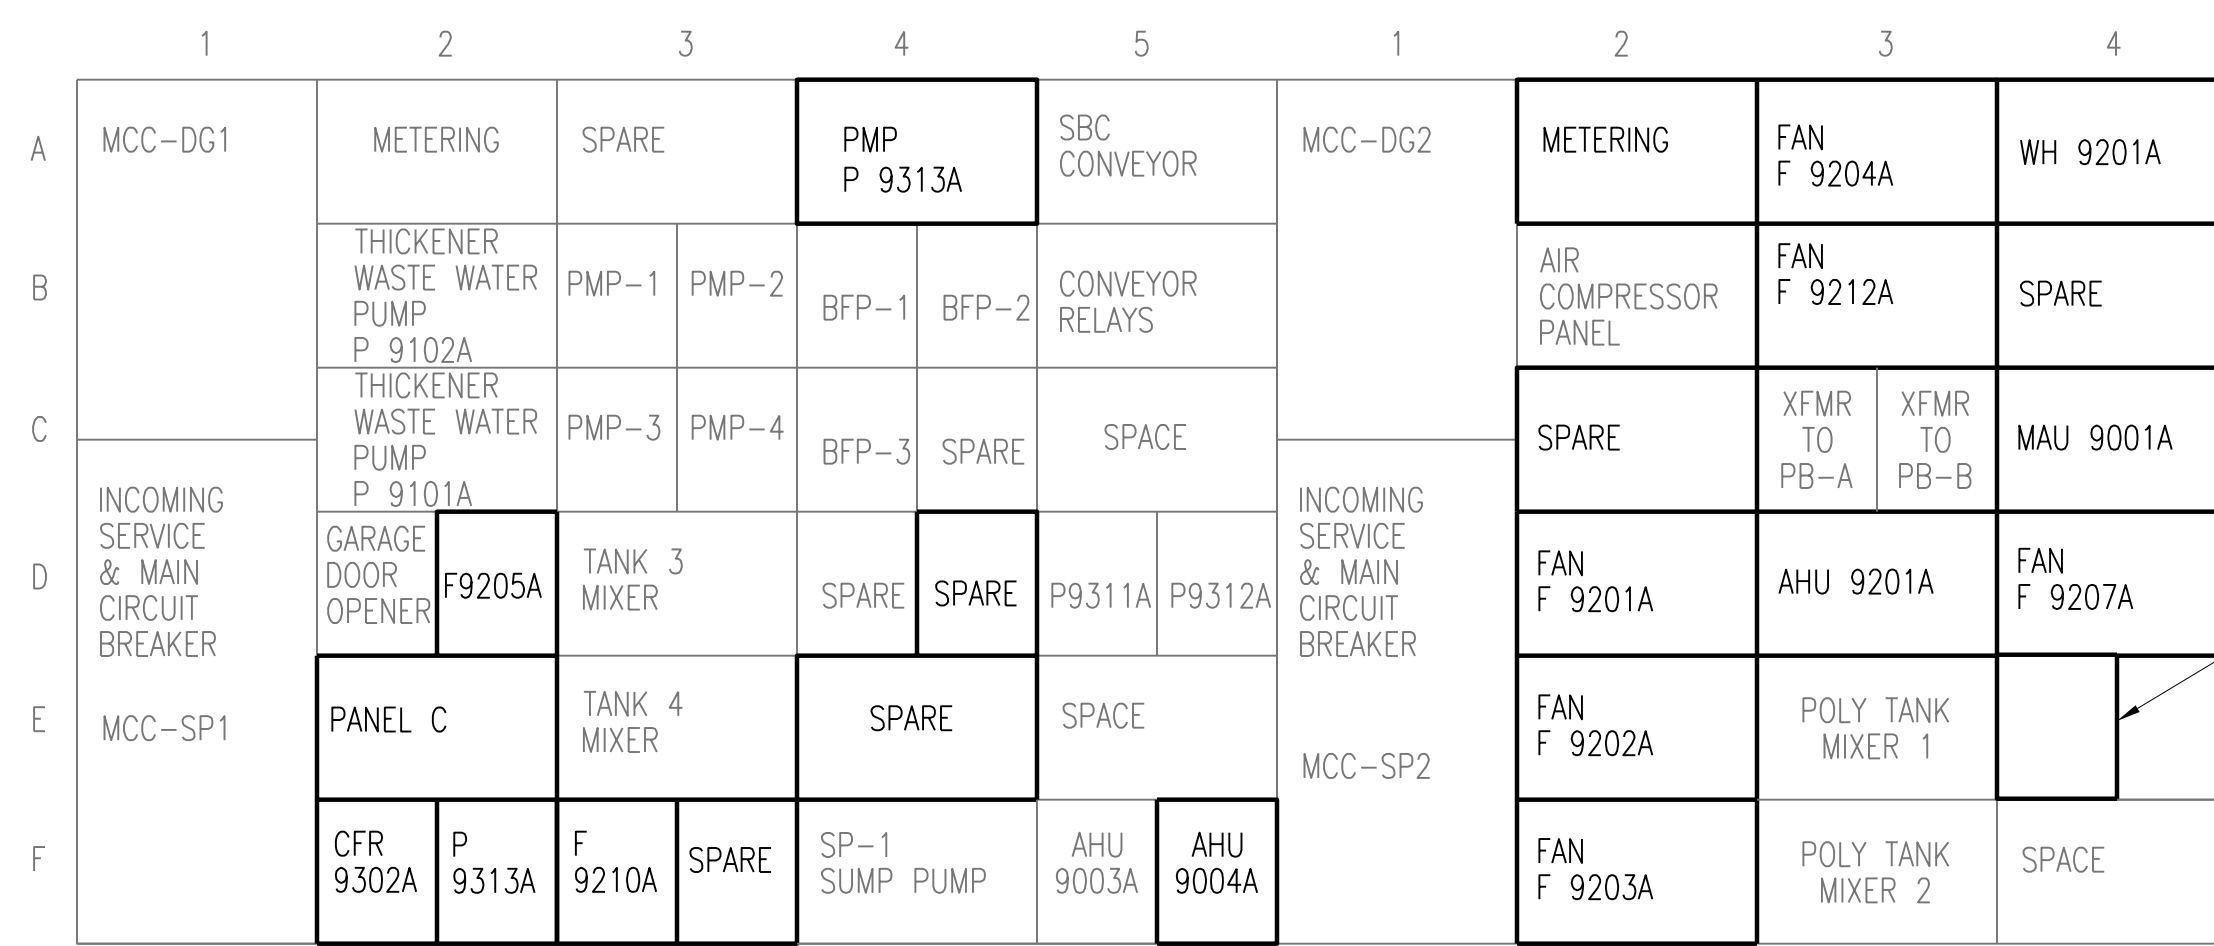 1 2 3 4 5 1 2 3 4
A
MCC-DG1
METERING
SPARE
PMP
P 9313A
SBC
CONVEYOR
MCC-DG2
METERING
FAN
F 9204A
WH 9201A
B
THICKENER
WASTE WATER
PUMP
P 9102A
PMP-1
PMP-2
BFP-1
BFP-2
CONVEYOR
RELAYS
AIR
COMPRESSOR
PANEL
FAN
F 9212A
SPARE
C
THICKENER
WASTE WATER
PUMP
P 9101A
PMP-3
PMP-4
BFP-3
SPARE
SPACE
SPARE
XFMR
TO
PB-A
XFMR
TO
PB-B
MAU 9001A
D
INCOMING
SERVICE
& MAIN
CIRCUIT
BREAKER
GARAGE
DOOR
OPENER
F9205A
TANK 3
MIXER
SPARE
SPARE
P9311A
P9312A
INCOMING
SERVICE
& MAIN
CIRCUIT
BREAKER
FAN
F 9201A
AHU 9201A
FAN
F 9207A
E
MCC-SP1
PANEL C
TANK 4
MIXER
SPARE
SPACE
MCC-SP2
FAN
F 9202A
POLY TANK
MIXER 1
F
CFR
9302A
P
9313A
F
9210A
SPARE
SP-1
SUMP PUMP
AHU
9003A
AHU
9004A
FAN
F 9203A
POLY TANK
MIXER 2
SPACE